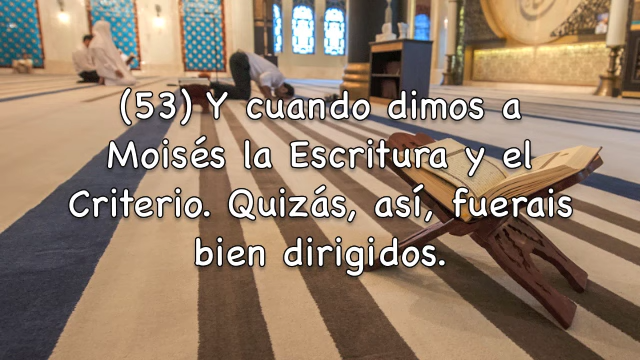 (53) Y cuando dimos a
Moisés la Escritura y el
Criterio. Quizás, así, fuerais
bien dirigidos.